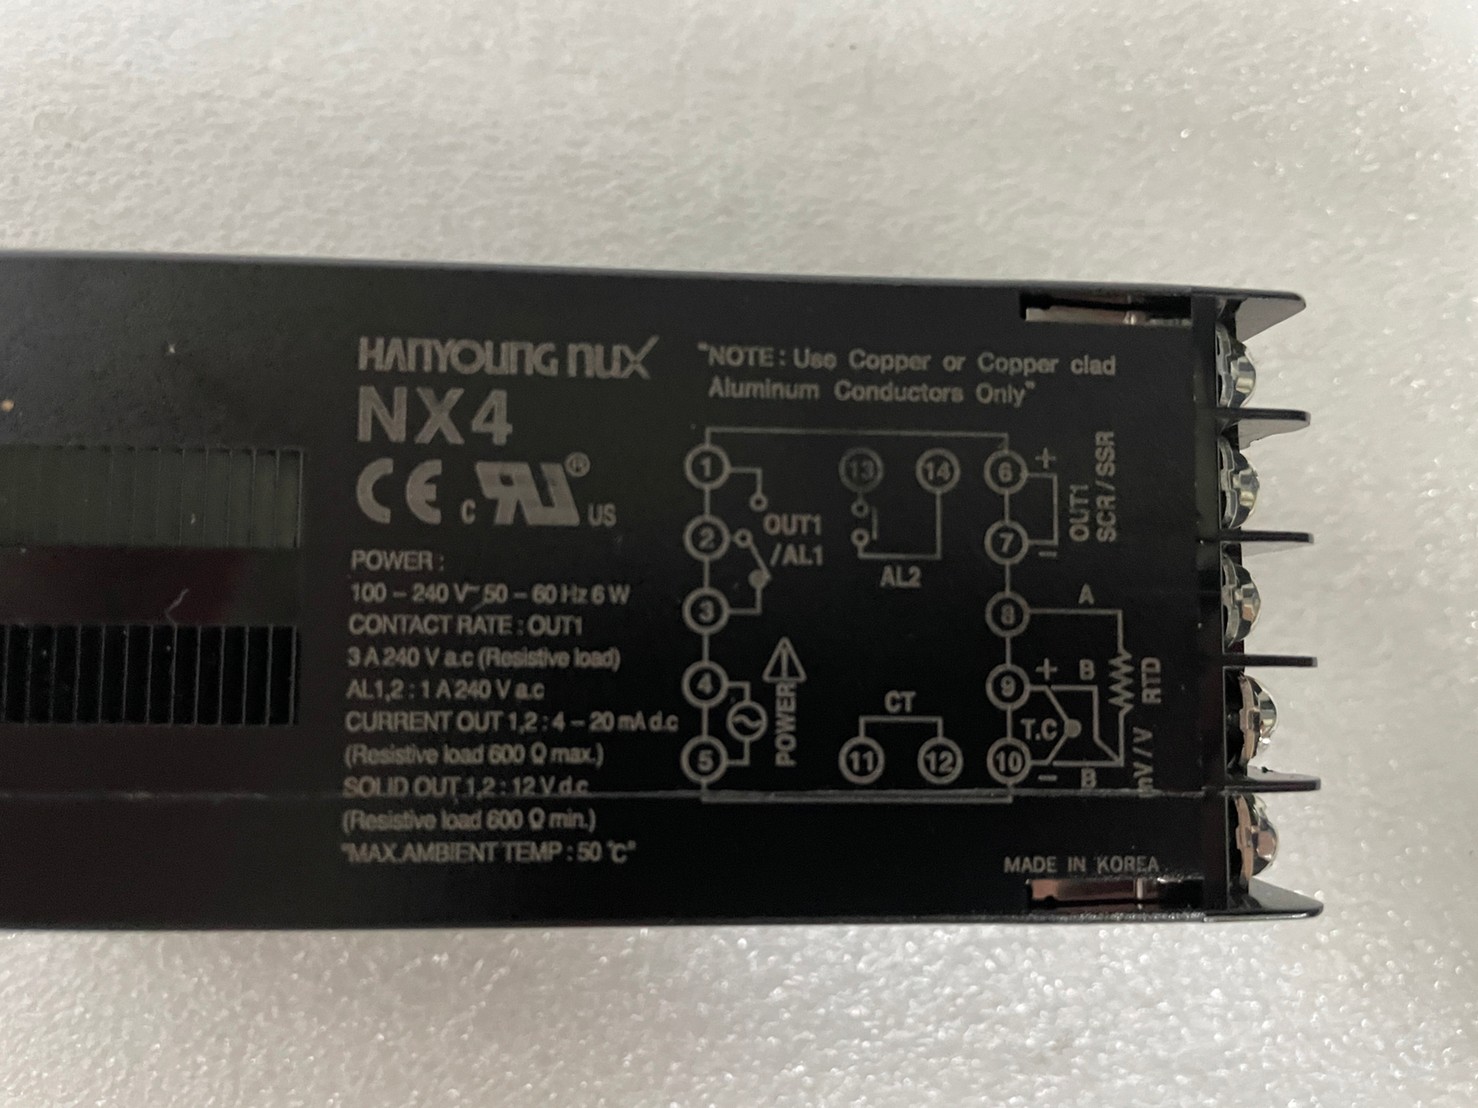 HANYOUNG nux
NX4
CE c RU® US
POWER :
100 – 240 V~ 50 – 60 Hz 6 W
CONTACT RATE : OUT1
3 A 240 V a.c (Resistive load)
AL1,2 : 1 A 240 V a.c
CURRENT OUT 1,2 : 4 – 20 mA d.c
(Resistive load 600 Ω max.)
SOLID OUT 1,2 : 12 V d.c
(Resistive load 600 Ω min.)
"MAX.AMBIENT TEMP : 50 ℃"
"NOTE : Use Copper or Copper clad
Aluminum Conductors Only"
1
2
3
4
5
OUT1
/AL1
POWER
13
14
AL2
CT
11
12
6
7
8
9
10
+
-
OUT1
SCR / SSR
A
B
B
+
T.C
-
RTD
mV / V
MADE IN KOREA